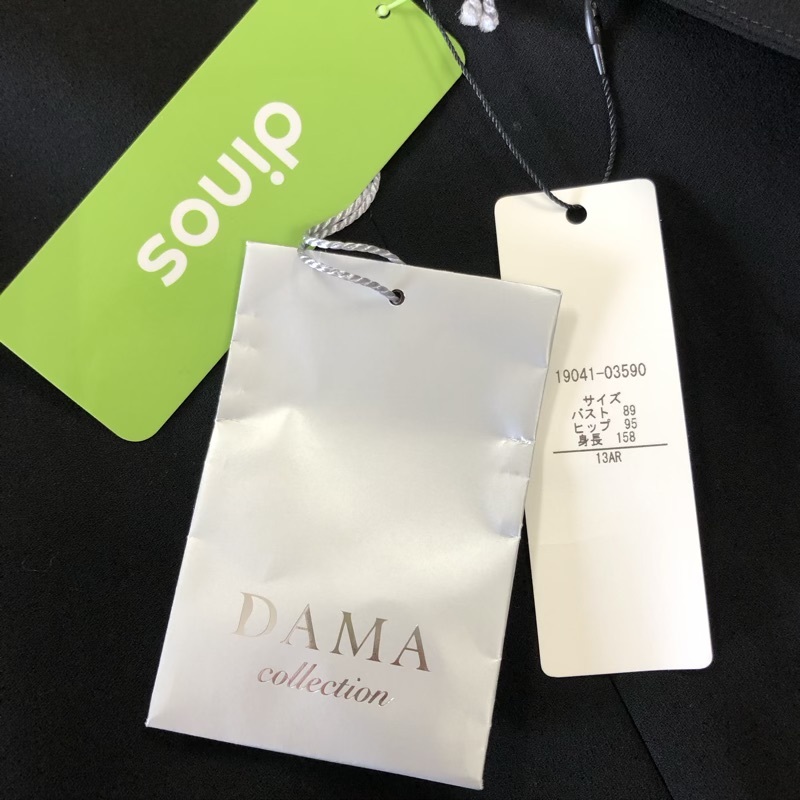 dinos
DAMA
collection
19041-03590
サイズ
バスト 89
ヒップ 95
身長 158
13AR